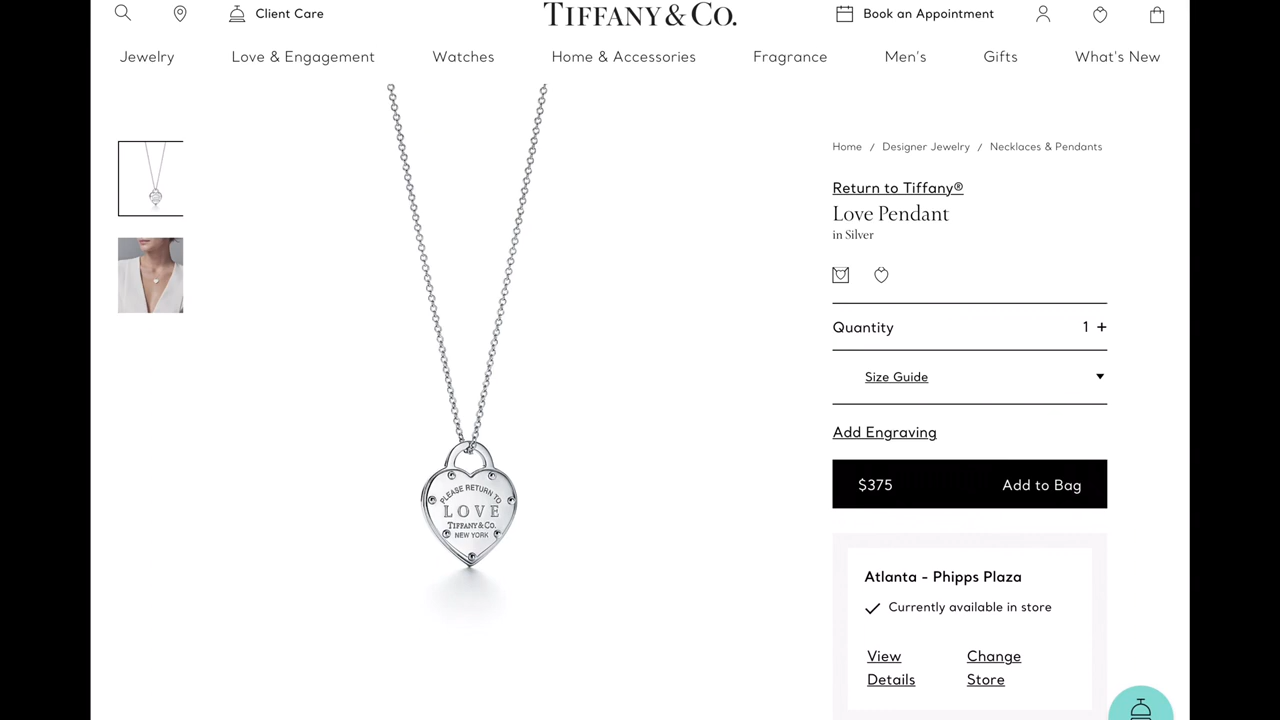 Client Care
TIFFANY & CO.
Book an Appointment
Jewelry
Love & Engagement
Watches
Home & Accessories
Fragrance
Men's
Gifts
What's New
Home / Designer Jewelry / Necklaces & Pendants
Return to Tiffany®
Love Pendant
in Silver
Quantity 1 +
Size Guide
Add Engraving
$375 Add to Bag
Atlanta - Phipps Plaza
Currently available in store
View Details
Change Store
PLEASE RETURN TO
LOVE
TIFFANY & CO.
NEW YORK